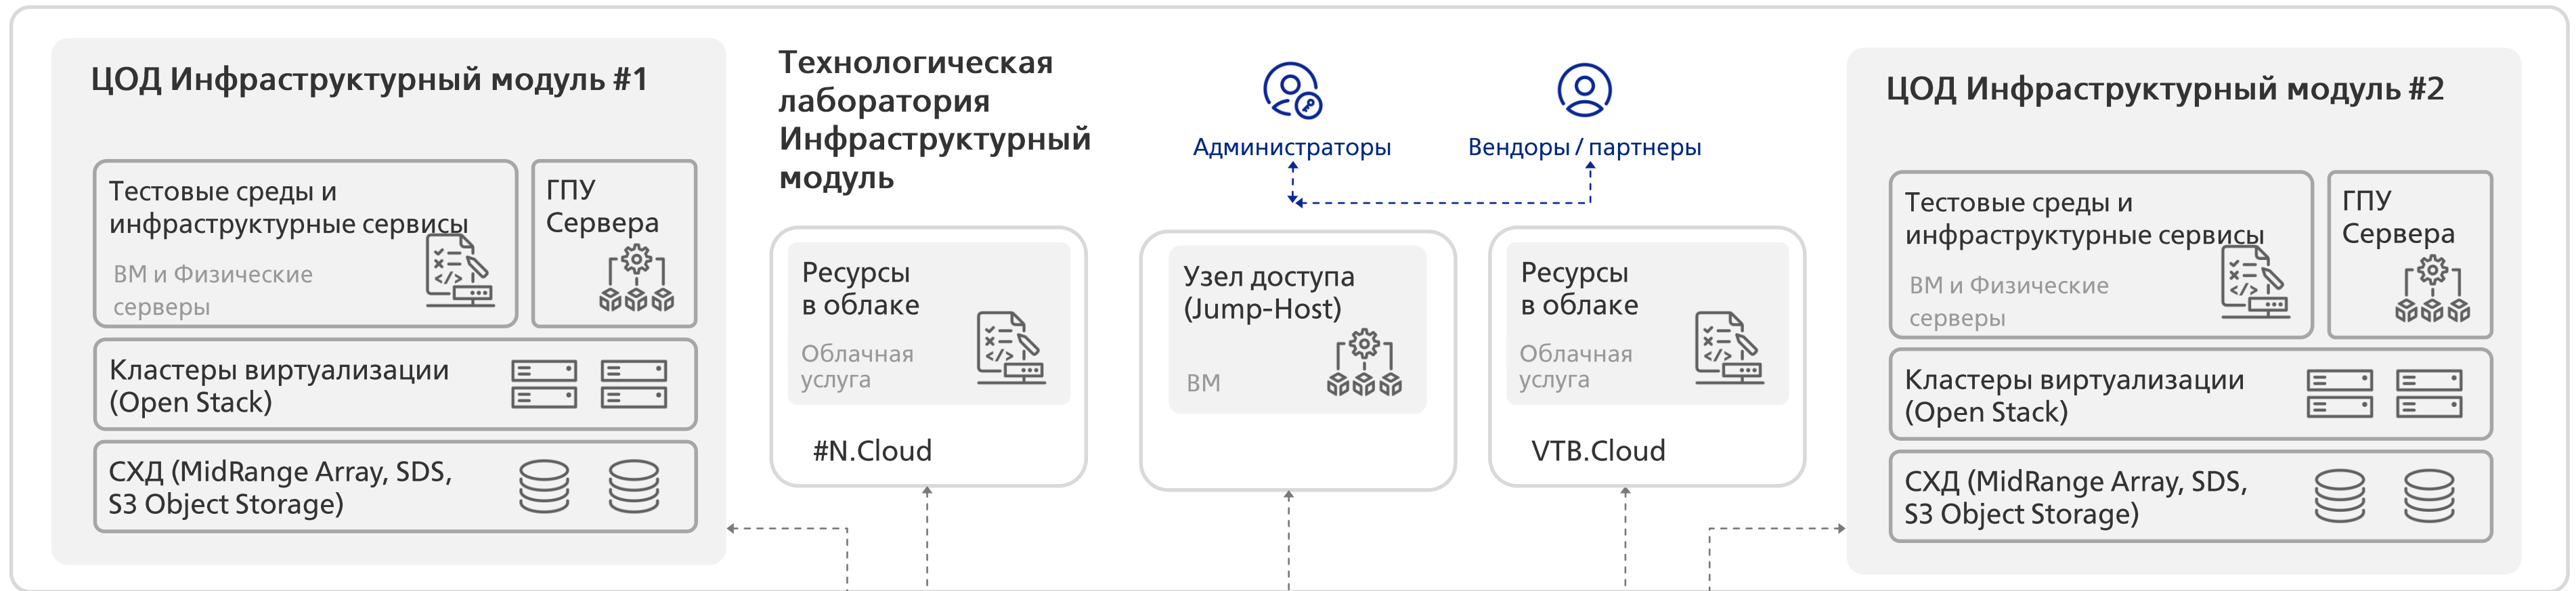 ЦОД Инфраструктурный модуль #1
Тестовые среды и
инфраструктурные сервисы
ВМ и Физические
серверы
ГПУ
Сервера
Кластеры виртуализации
(Open Stack)
СХД (MidRange Array, SDS,
S3 Object Storage)
Технологическая
лаборатория
Инфраструктурный
модуль
Администраторы
Вендоры / партнеры
Ресурсы
в облаке
Облачная
услуга
#N.Cloud
Узел доступа
(Jump-Host)
ВМ
Ресурсы
в облаке
Облачная
услуга
VTB.Cloud
ЦОД Инфраструктурный модуль #2
Тестовые среды и
инфраструктурные сервисы
ВМ и Физические
серверы
ГПУ
Сервера
Кластеры виртуализации
(Open Stack)
СХД (MidRange Array, SDS,
S3 Object Storage)